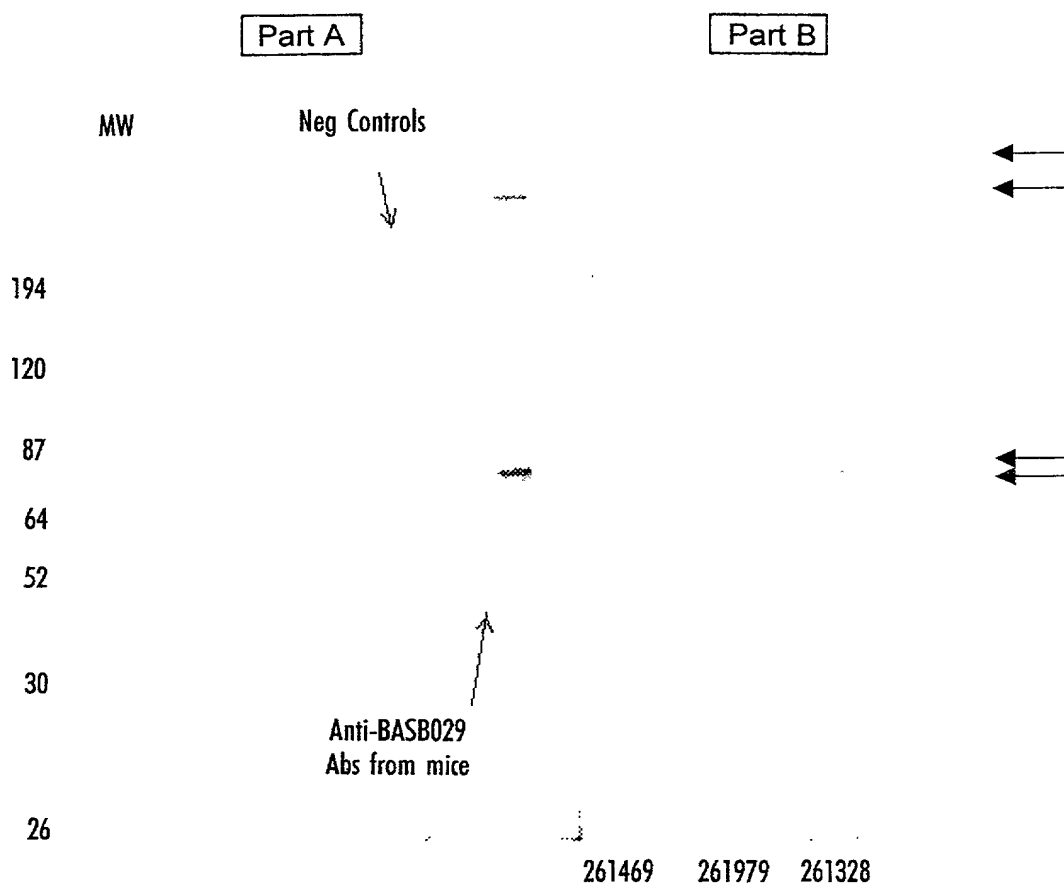 Part A
Part B
MW
Neg Controls
194
120
87
64
52
30
Anti-BASB029
Abs from mice
26
261469 261979 261328